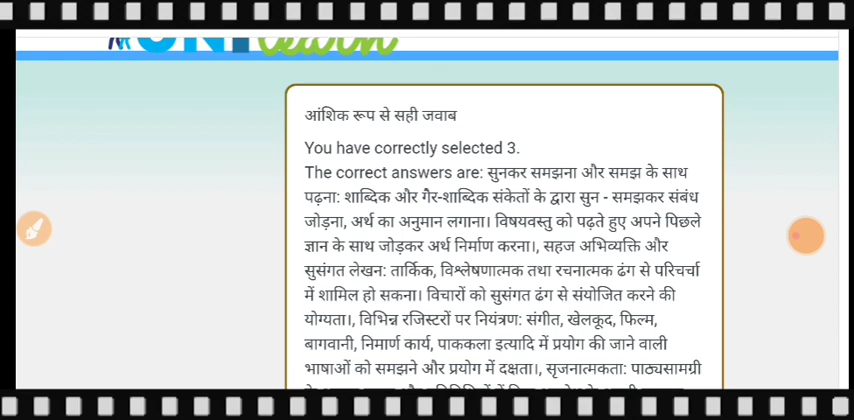 आंशिक रूप से सही जवाब
You have correctly selected 3.
The correct answers are: सुनकर समझना और समझ के साथ
पढ़ना: शाब्दिक और गैर-शाब्दिक संकेतों के द्वारा सुन - समझकर संबंध
जोड़ना, अर्थ का अनुमान लगाना। विषयवस्तु को पढ़ते हुए अपने पिछले
ज्ञान के साथ जोड़कर अर्थ निर्माण करना।, सहज अभिव्यक्ति और
सुसंगत लेखन: तार्किक, विश्लेषणात्मक तथा रचनात्मक ढंग से परिचर्चा
में शामिल हो सकना। विचारों को सुसंगत ढंग से संयोजित करने की
योग्यता।, विभिन्न रजिस्टरों पर नियंत्रण: संगीत, खेलकूद, फिल्म,
बागवानी, निमार्ण कार्य, पाककला इत्यादि में प्रयोग की जाने वाली
भाषाओं को समझने और प्रयोग में दक्षता।, सृजनात्मकता: पाठ्यसामग्री